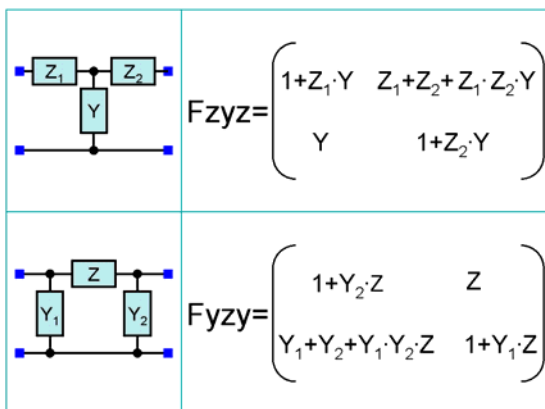 Z₁ Z₂
Y
Fzyz= ( 1+Z₁·Y Z₁+Z₂+Z₁·Z₂·Y
Y 1+Z₂·Y )
Z
Y₁ Y₂
Fyzy= ( 1+Y₂·Z Z
Y₁+Y₂+Y₁·Y₂·Z 1+Y₁·Z )